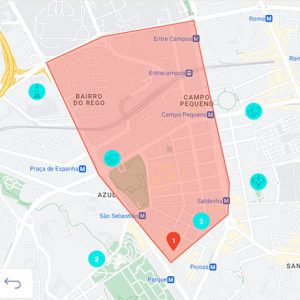 Roma M
Entre Campos M
Entrecampos M
BAIRRO
DO REGO
CAMPO
PEQUENO
Campo Pequeno M
Praça de Espanha M
AZUL
Saldanha M
São Sebastião M
2
1
2
Picoas M
Parque M
SAN